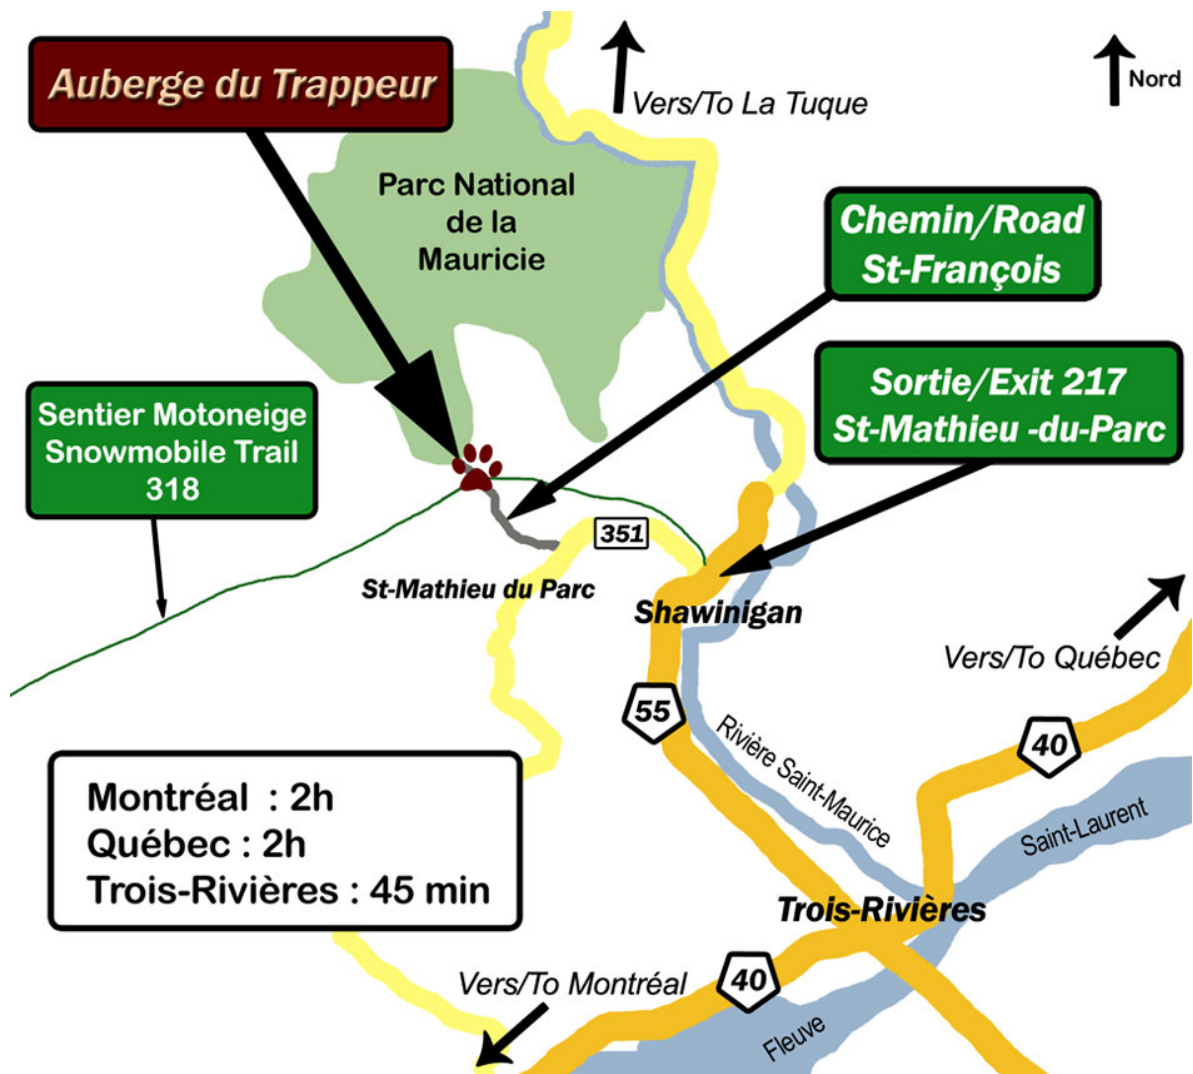 Auberge du Trappeur
Vers/To La Tuque
Nord
Parc National
de la
Mauricie
Chemin/Road
St-François
Sortie/Exit 217
St-Mathieu -du-Parc
Sentier Motoneige
Snowmobile Trail
318
351
St-Mathieu du Parc
Shawinigan
Vers/To Québec
55
Rivière Saint-Maurice
40
Montréal : 2h
Québec : 2h
Trois-Rivières : 45 min
Saint-Laurent
Trois-Rivières
Vers/To Montréal
40
Fleuve